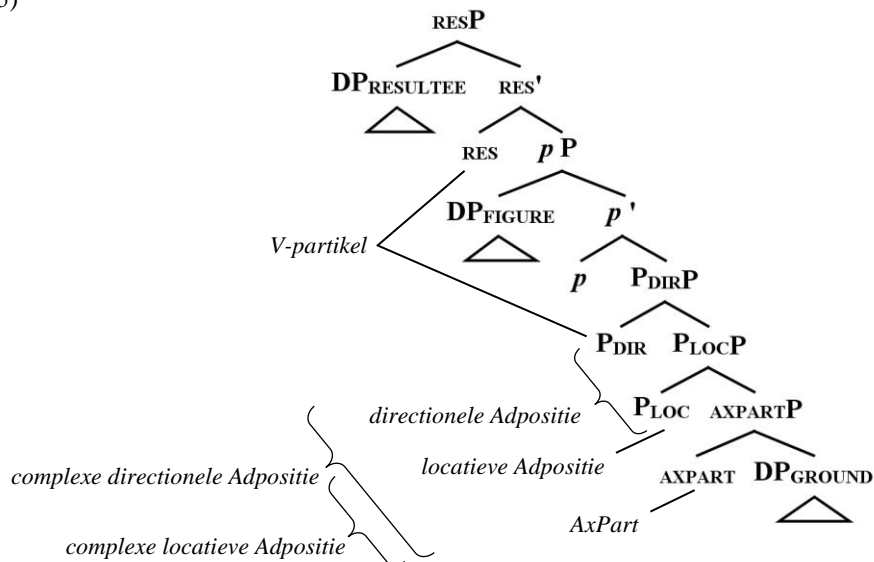 )
RESP
DPRESULTEE RES'
RES pP
DPFIGURE p'
V-partikel
p PDIRP
PDIR PLOCP
directionele Adpositie PLOC AXPARTP
locatieve Adpositie
complexe directionele Adpositie AXPART DPGROUND
AxPart
complexe locatieve Adpositie